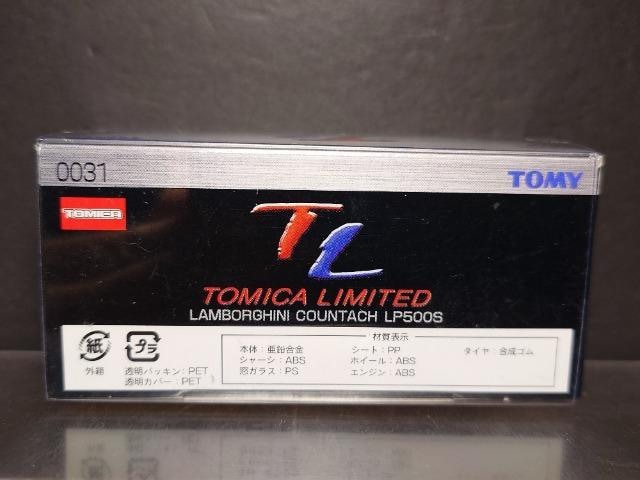 0031
TOMY
TOMICA
TL
TOMICA LIMITED
LAMBORGHINI COUNTACH LP500S
材質表示
紙
外箱
プラ
透明パッキン:PET
透明カバー:PET
本体:亜鉛合金
シャーシ:ABS
窓ガラス:PS
シート:PP
ホイール:ABS
エンジン:ABS
タイヤ:合成ゴム